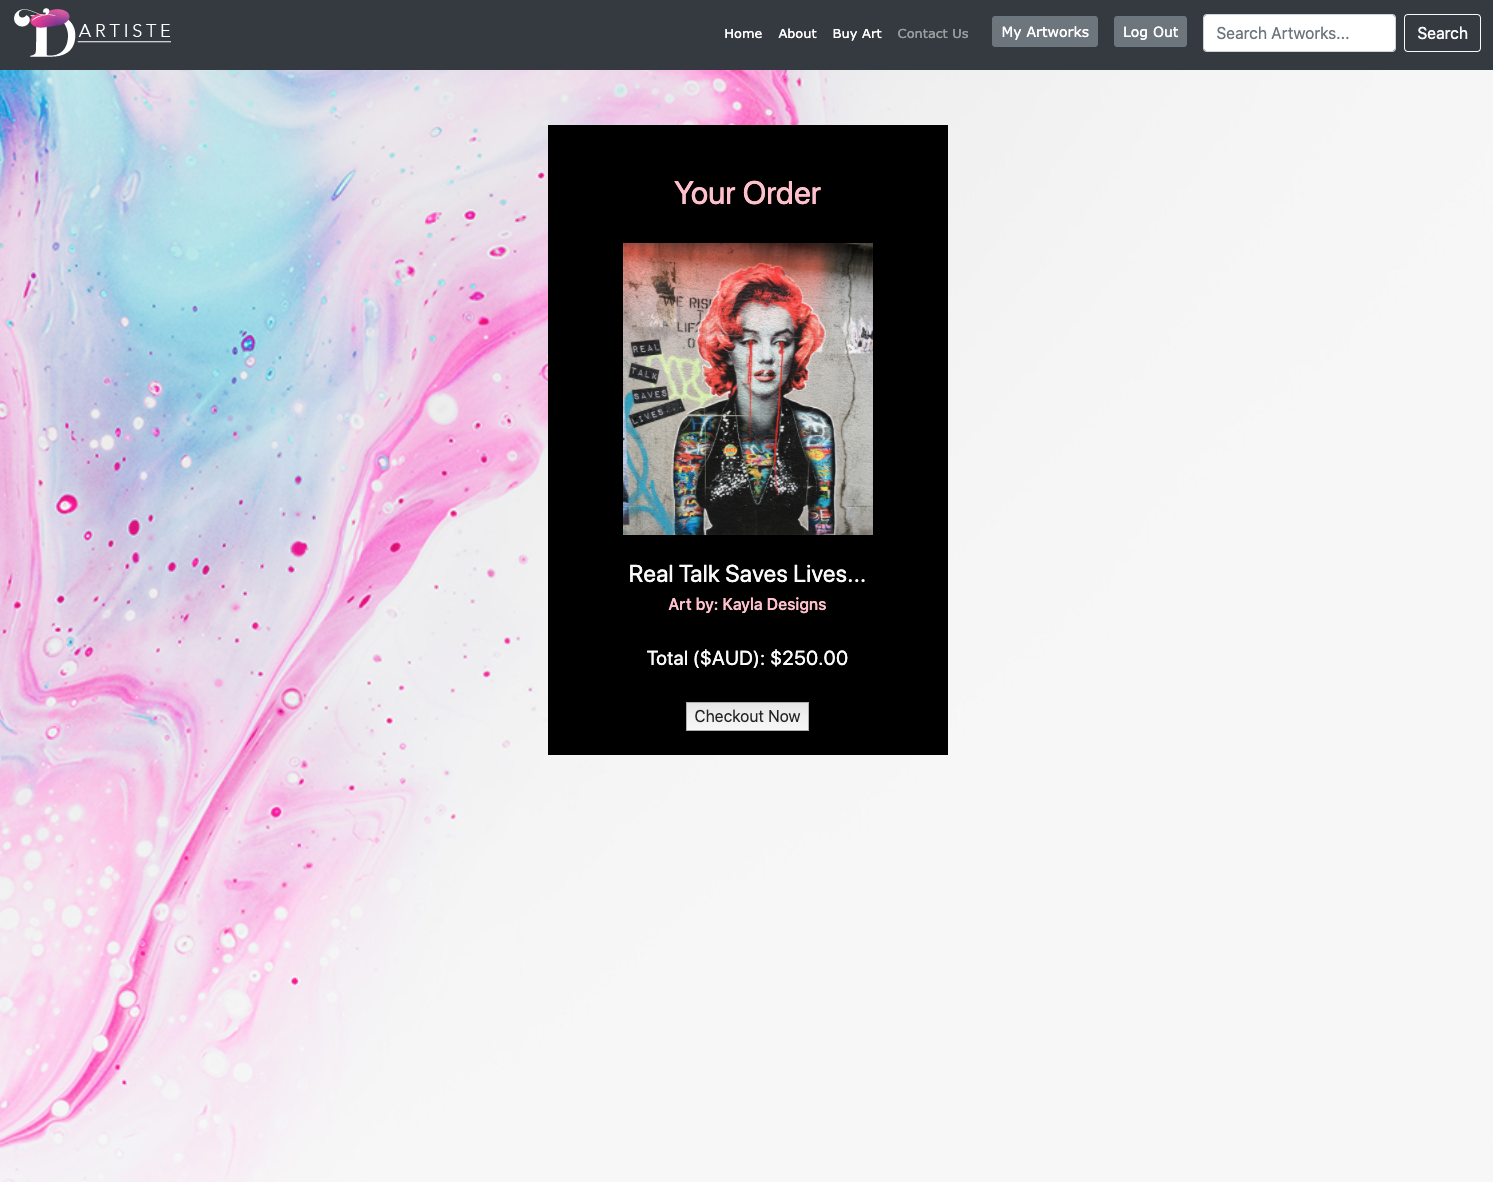 D ARTISTE
Home About Buy Art Contact Us My Artworks Log Out Search Artworks... Search
Your Order
WE RISE
LIF
O
REAL
TALK
SAVES
LIVES...
Real Talk Saves Lives...
Art by: Kayla Designs
Total ($AUD): $250.00
Checkout Now